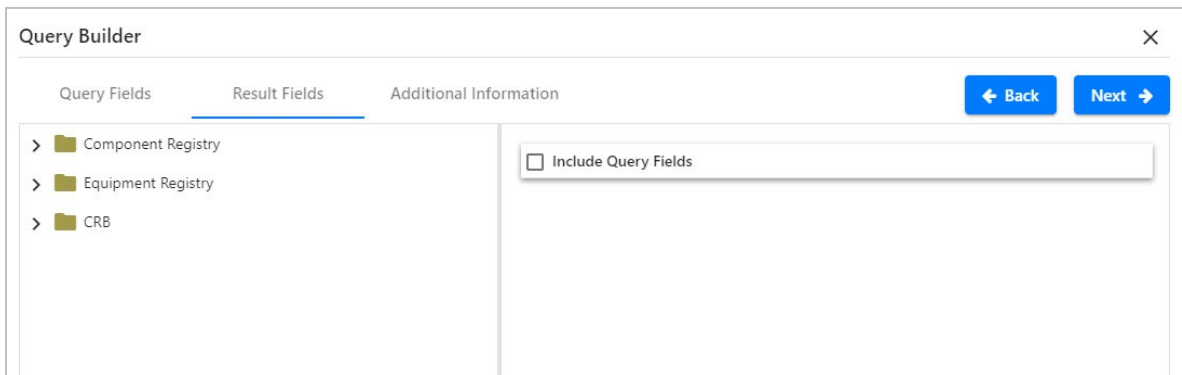 Query Builder
Query Fields Result Fields Additional Information Back Next
Component Registry
Include Query Fields
Equipment Registry
CRB